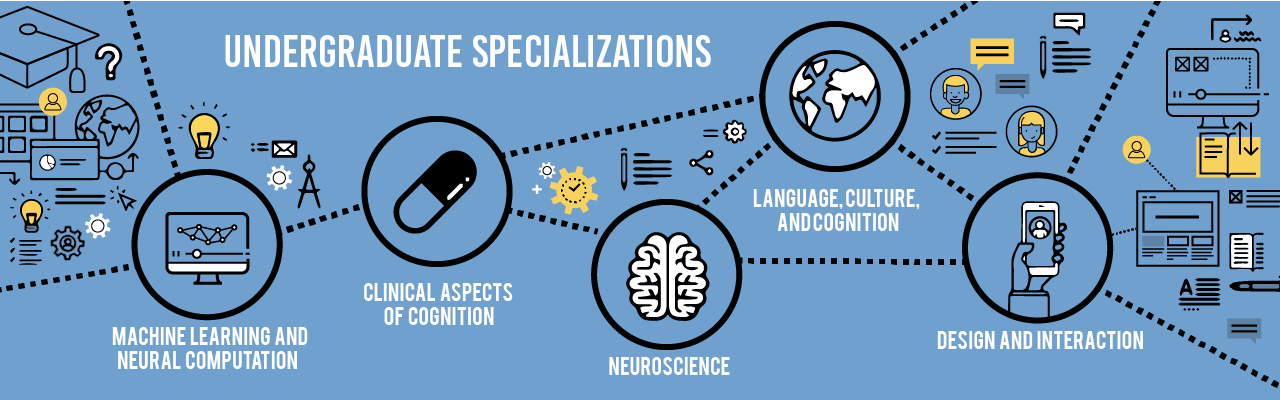 UNDERGRADUATE SPECIALIZATIONS
MACHINE LEARNING AND
NEURAL COMPUTATION
CLINICAL ASPECTS
OF COGNITION
NEUROSCIENCE
LANGUAGE, CULTURE,
AND COGNITION
DESIGN AND INTERACTION
?
A